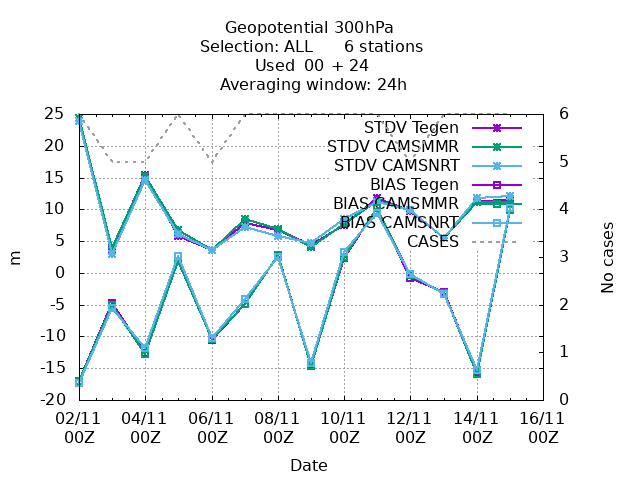 Geopotential 300hPa
Selection: ALL 6 stations
Used 00 + 24
Averaging window: 24h
25
20
15
10
5
0
-5
-10
-15
-20
m
6
5
4
3
2
1
0
No cases
STDV Tegen
STDV CAMSMMR
STDV CAMSNRT
BIAS Tegen
BIAS CAMSMMR
BIAS CAMSNRT
CASES
02/11 04/11 06/11 08/11 10/11 12/11 14/11 16/11
00Z 00Z 00Z 00Z 00Z 00Z 00Z 00Z
Date